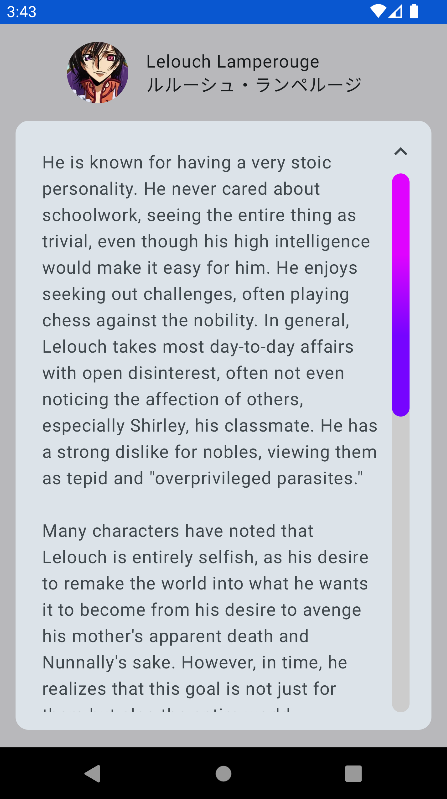 3:43
Lelouch Lamperouge
ルルーシュ・ランペルージ
He is known for having a very stoic
personality. He never cared about
schoolwork, seeing the entire thing as
trivial, even though his high intelligence
would make it easy for him. He enjoys
seeking out challenges, often playing
chess against the nobility. In general,
Lelouch takes most day-to-day affairs
with open disinterest, often not even
noticing the affection of others,
especially Shirley, his classmate. He has
a strong dislike for nobles, viewing them
as tepid and "overprivileged parasites."
Many characters have noted that
Lelouch is entirely selfish, as his desire
to remake the world into what he wants
it to become from his desire to avenge
his mother's apparent death and
Nunnally's sake. However, in time, he
realizes that this goal is not just for